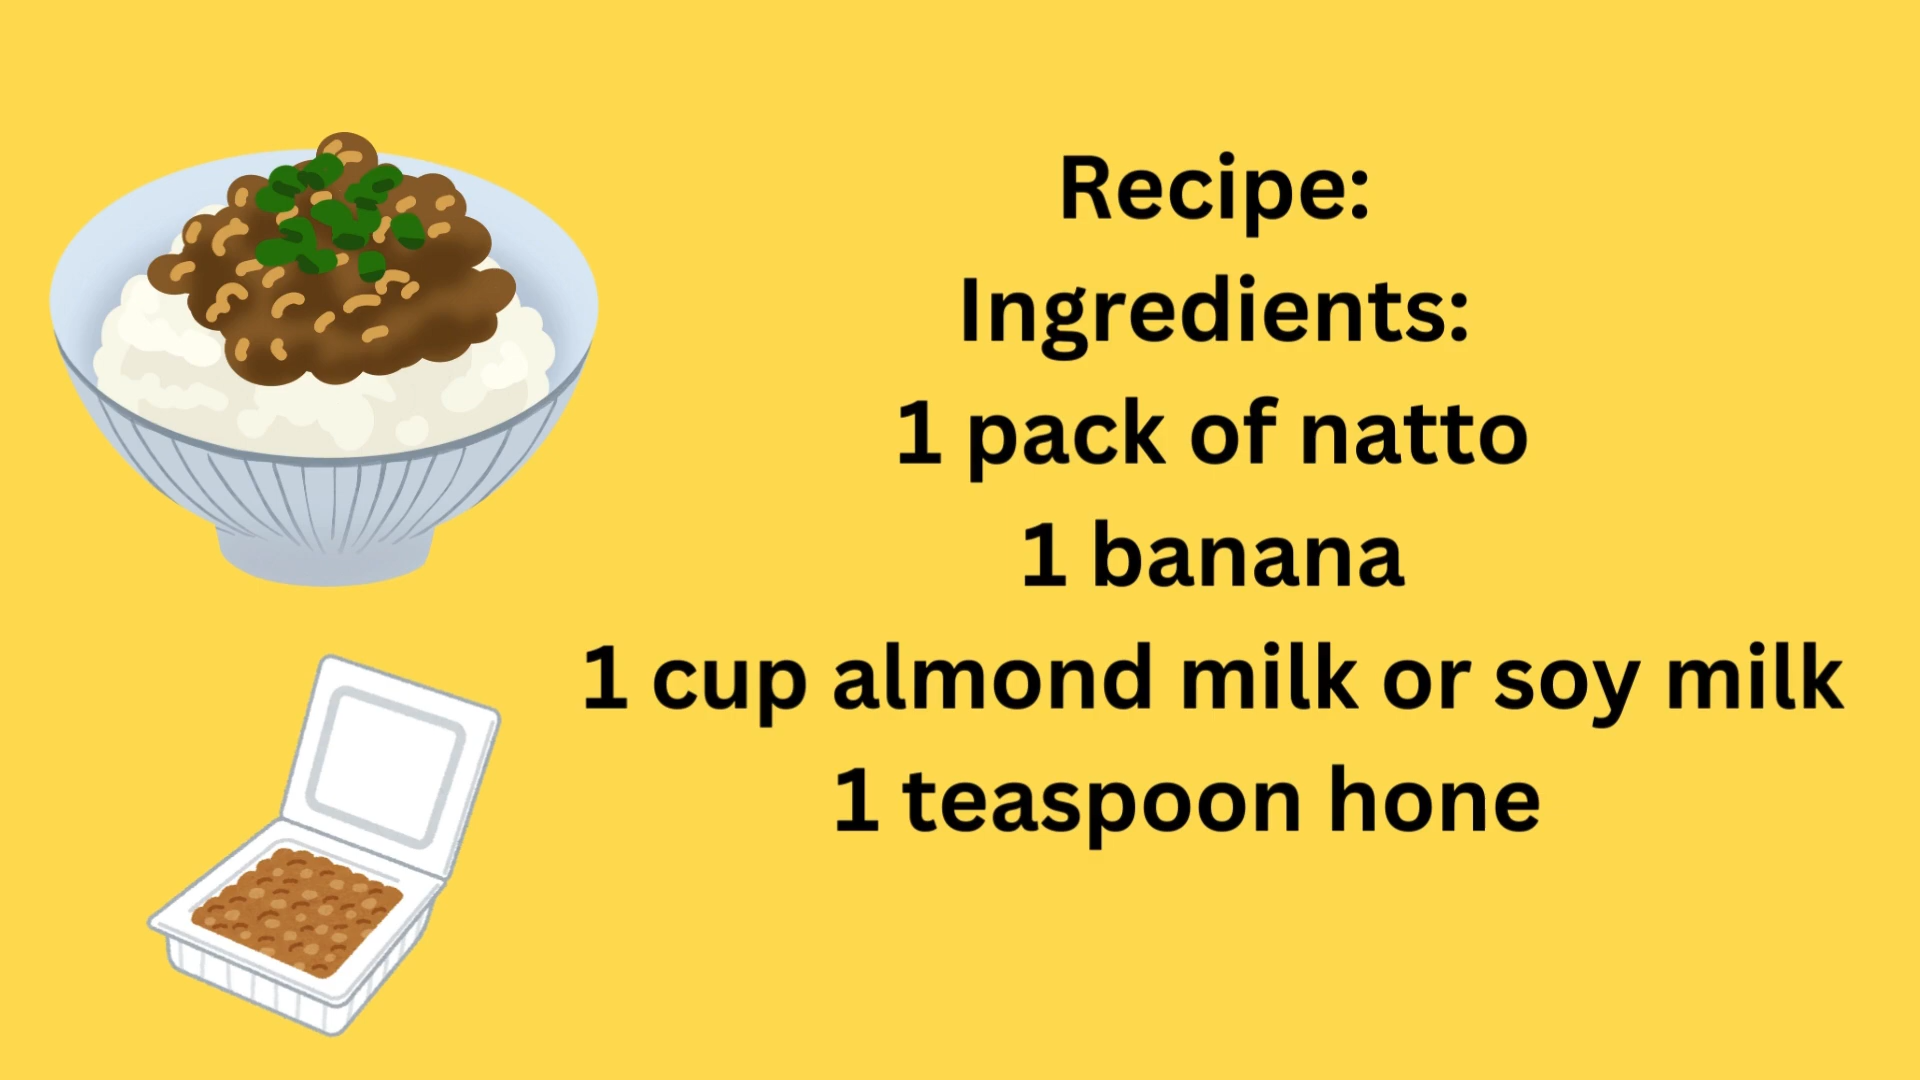 Recipe:
Ingredients:
1 pack of natto
1 banana
1 cup almond milk or soy milk
1 teaspoon hone